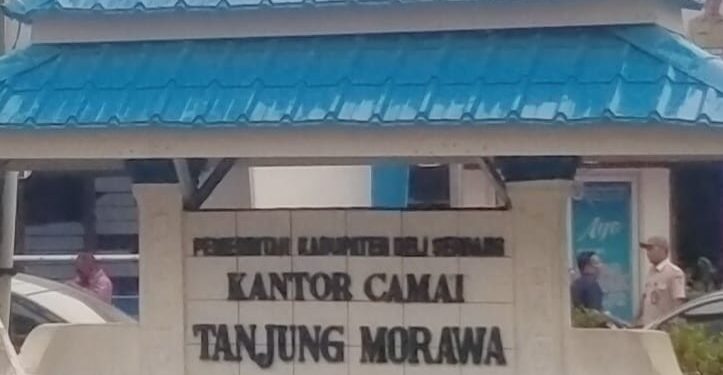 PEMERINTAH KABUPATEN DELI SERDANG
KANTOR CAMAT
TANJUNG MORAWA
Ayo